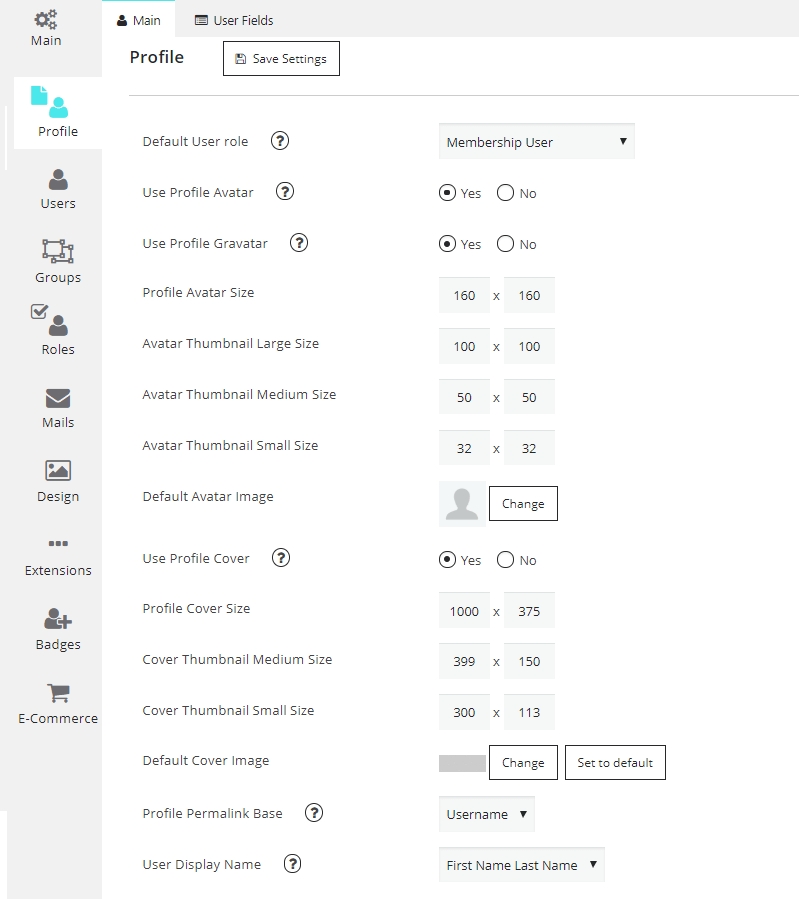 Main
Profile
Users
Groups
Roles
Mails
Design
Extensions
Badges
E-Commerce
Main User Fields
Profile Save Settings
Default User role ? Membership User
Use Profile Avatar ? Yes No
Use Profile Gravatar ? Yes No
Profile Avatar Size 160 x 160
Avatar Thumbnail Large Size 100 x 100
Avatar Thumbnail Medium Size 50 x 50
Avatar Thumbnail Small Size 32 x 32
Default Avatar Image Change
Use Profile Cover ? Yes No
Profile Cover Size 1000 x 375
Cover Thumbnail Medium Size 399 x 150
Cover Thumbnail Small Size 300 x 113
Default Cover Image Change Set to default
Profile Permalink Base ? Username
User Display Name ? First Name Last Name